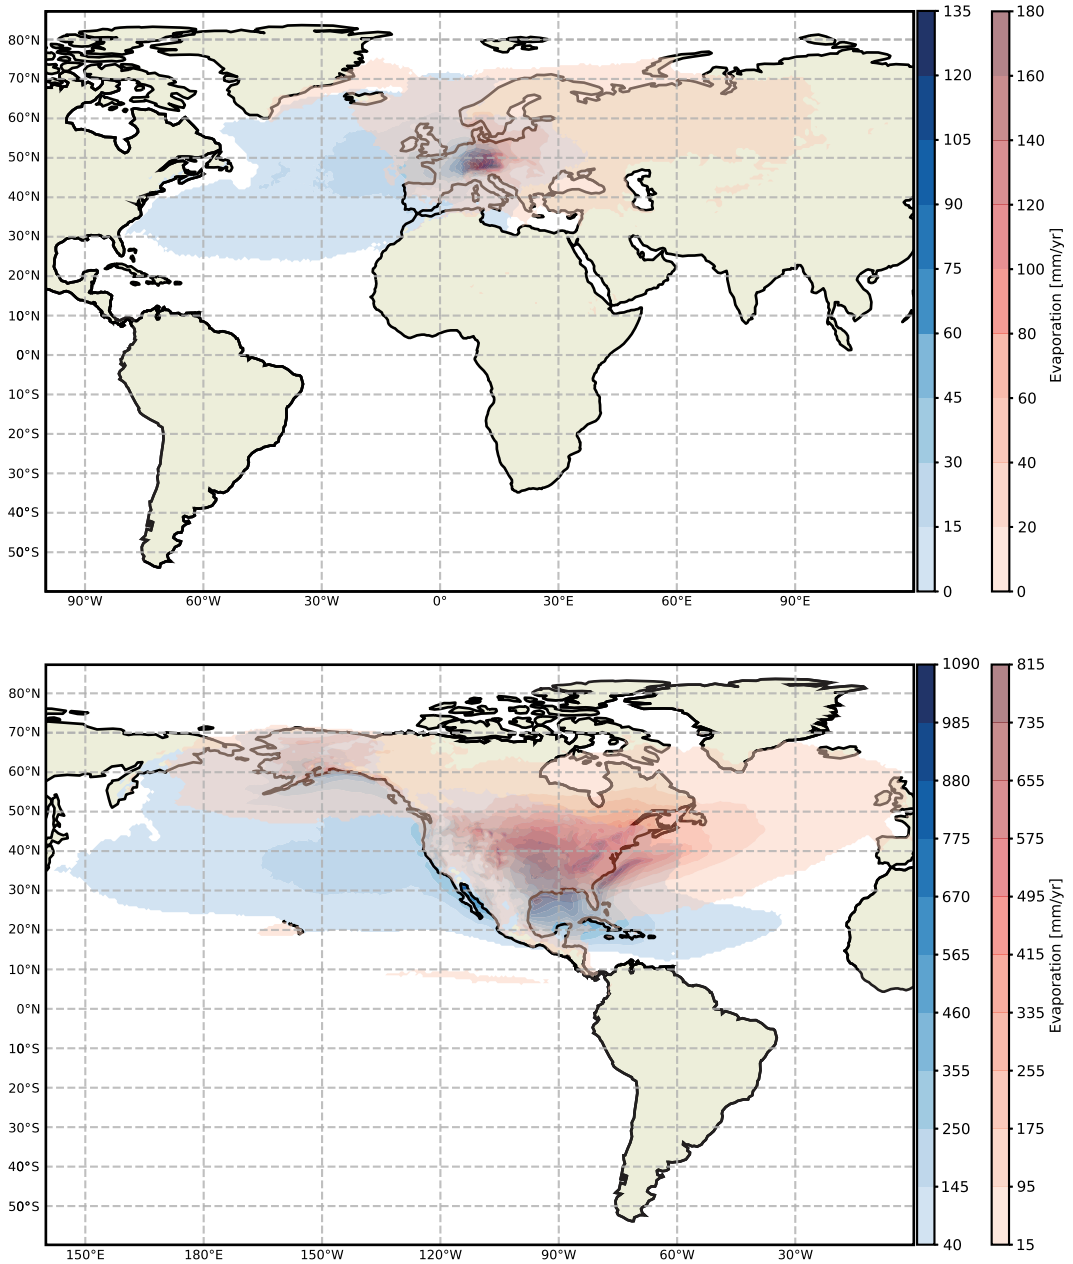 80°N
70°N
60°N
50°N
40°N
30°N
20°N
10°N
0°N
10°S
20°S
30°S
40°S
50°S
90°W 60°W 30°W 0° 30°E 60°E 90°E
135
120
105
90
75
60
45
30
15
0
180
160
140
120
100
80
60
40
20
0
Evaporation [mm/yr]
80°N
70°N
60°N
50°N
40°N
30°N
20°N
10°N
0°N
10°S
20°S
30°S
40°S
50°S
150°E 180°E 150°W 120°W 90°W 60°W 30°W
1090
985
880
775
670
565
460
355
250
145
40
815
735
655
575
495
415
335
255
175
95
15
Evaporation [mm/yr]